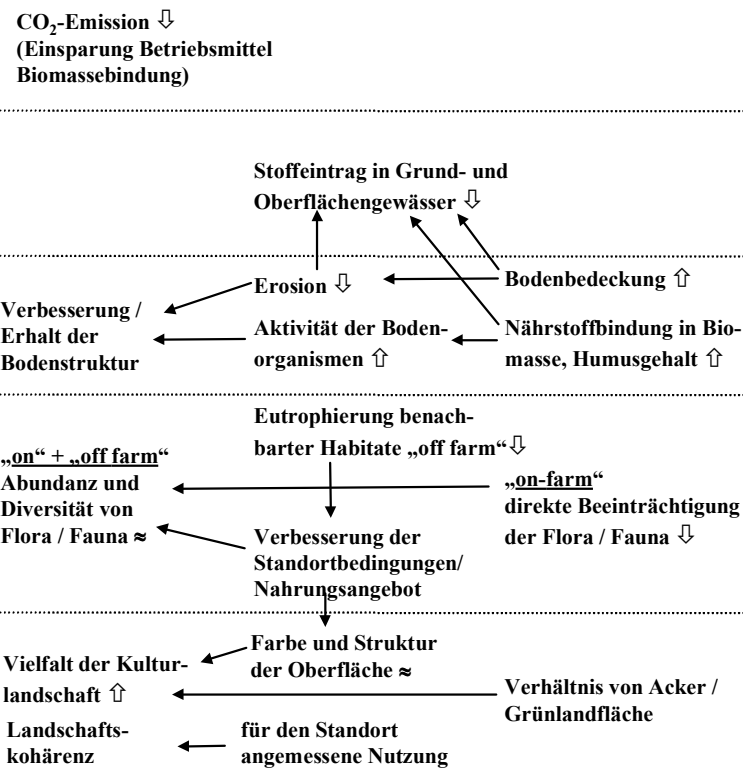 CO₂-Emission ⇩
(Einsparung Betriebsmittel
Biomassebindung)
Stoffeintrag in Grund- und
Oberflächengewässer ⇩
Erosion ⇩
Bodenbedeckung ⇧
Verbesserung /
Erhalt der
Bodenstruktur
Aktivität der Boden-
organismen ⇧
Nährstoffbindung in Bio-
masse, Humusgehalt ⇧
Eutrophierung benach-
barter Habitate „off farm“ ⇩
„on“ + „off farm“
Abundanz und
Diversität von
Flora / Fauna ≈
„on-farm“
direkte Beeinträchtigung
der Flora / Fauna ⇩
Verbesserung der
Standortbedingungen/
Nahrungsangebot
Farbe und Struktur
der Oberfläche ≈
Vielfalt der Kultur-
landschaft ⇧
Verhältnis von Acker /
Grünlandfläche
Landschafts-
kohärenz
für den Standort
angemessene Nutzung